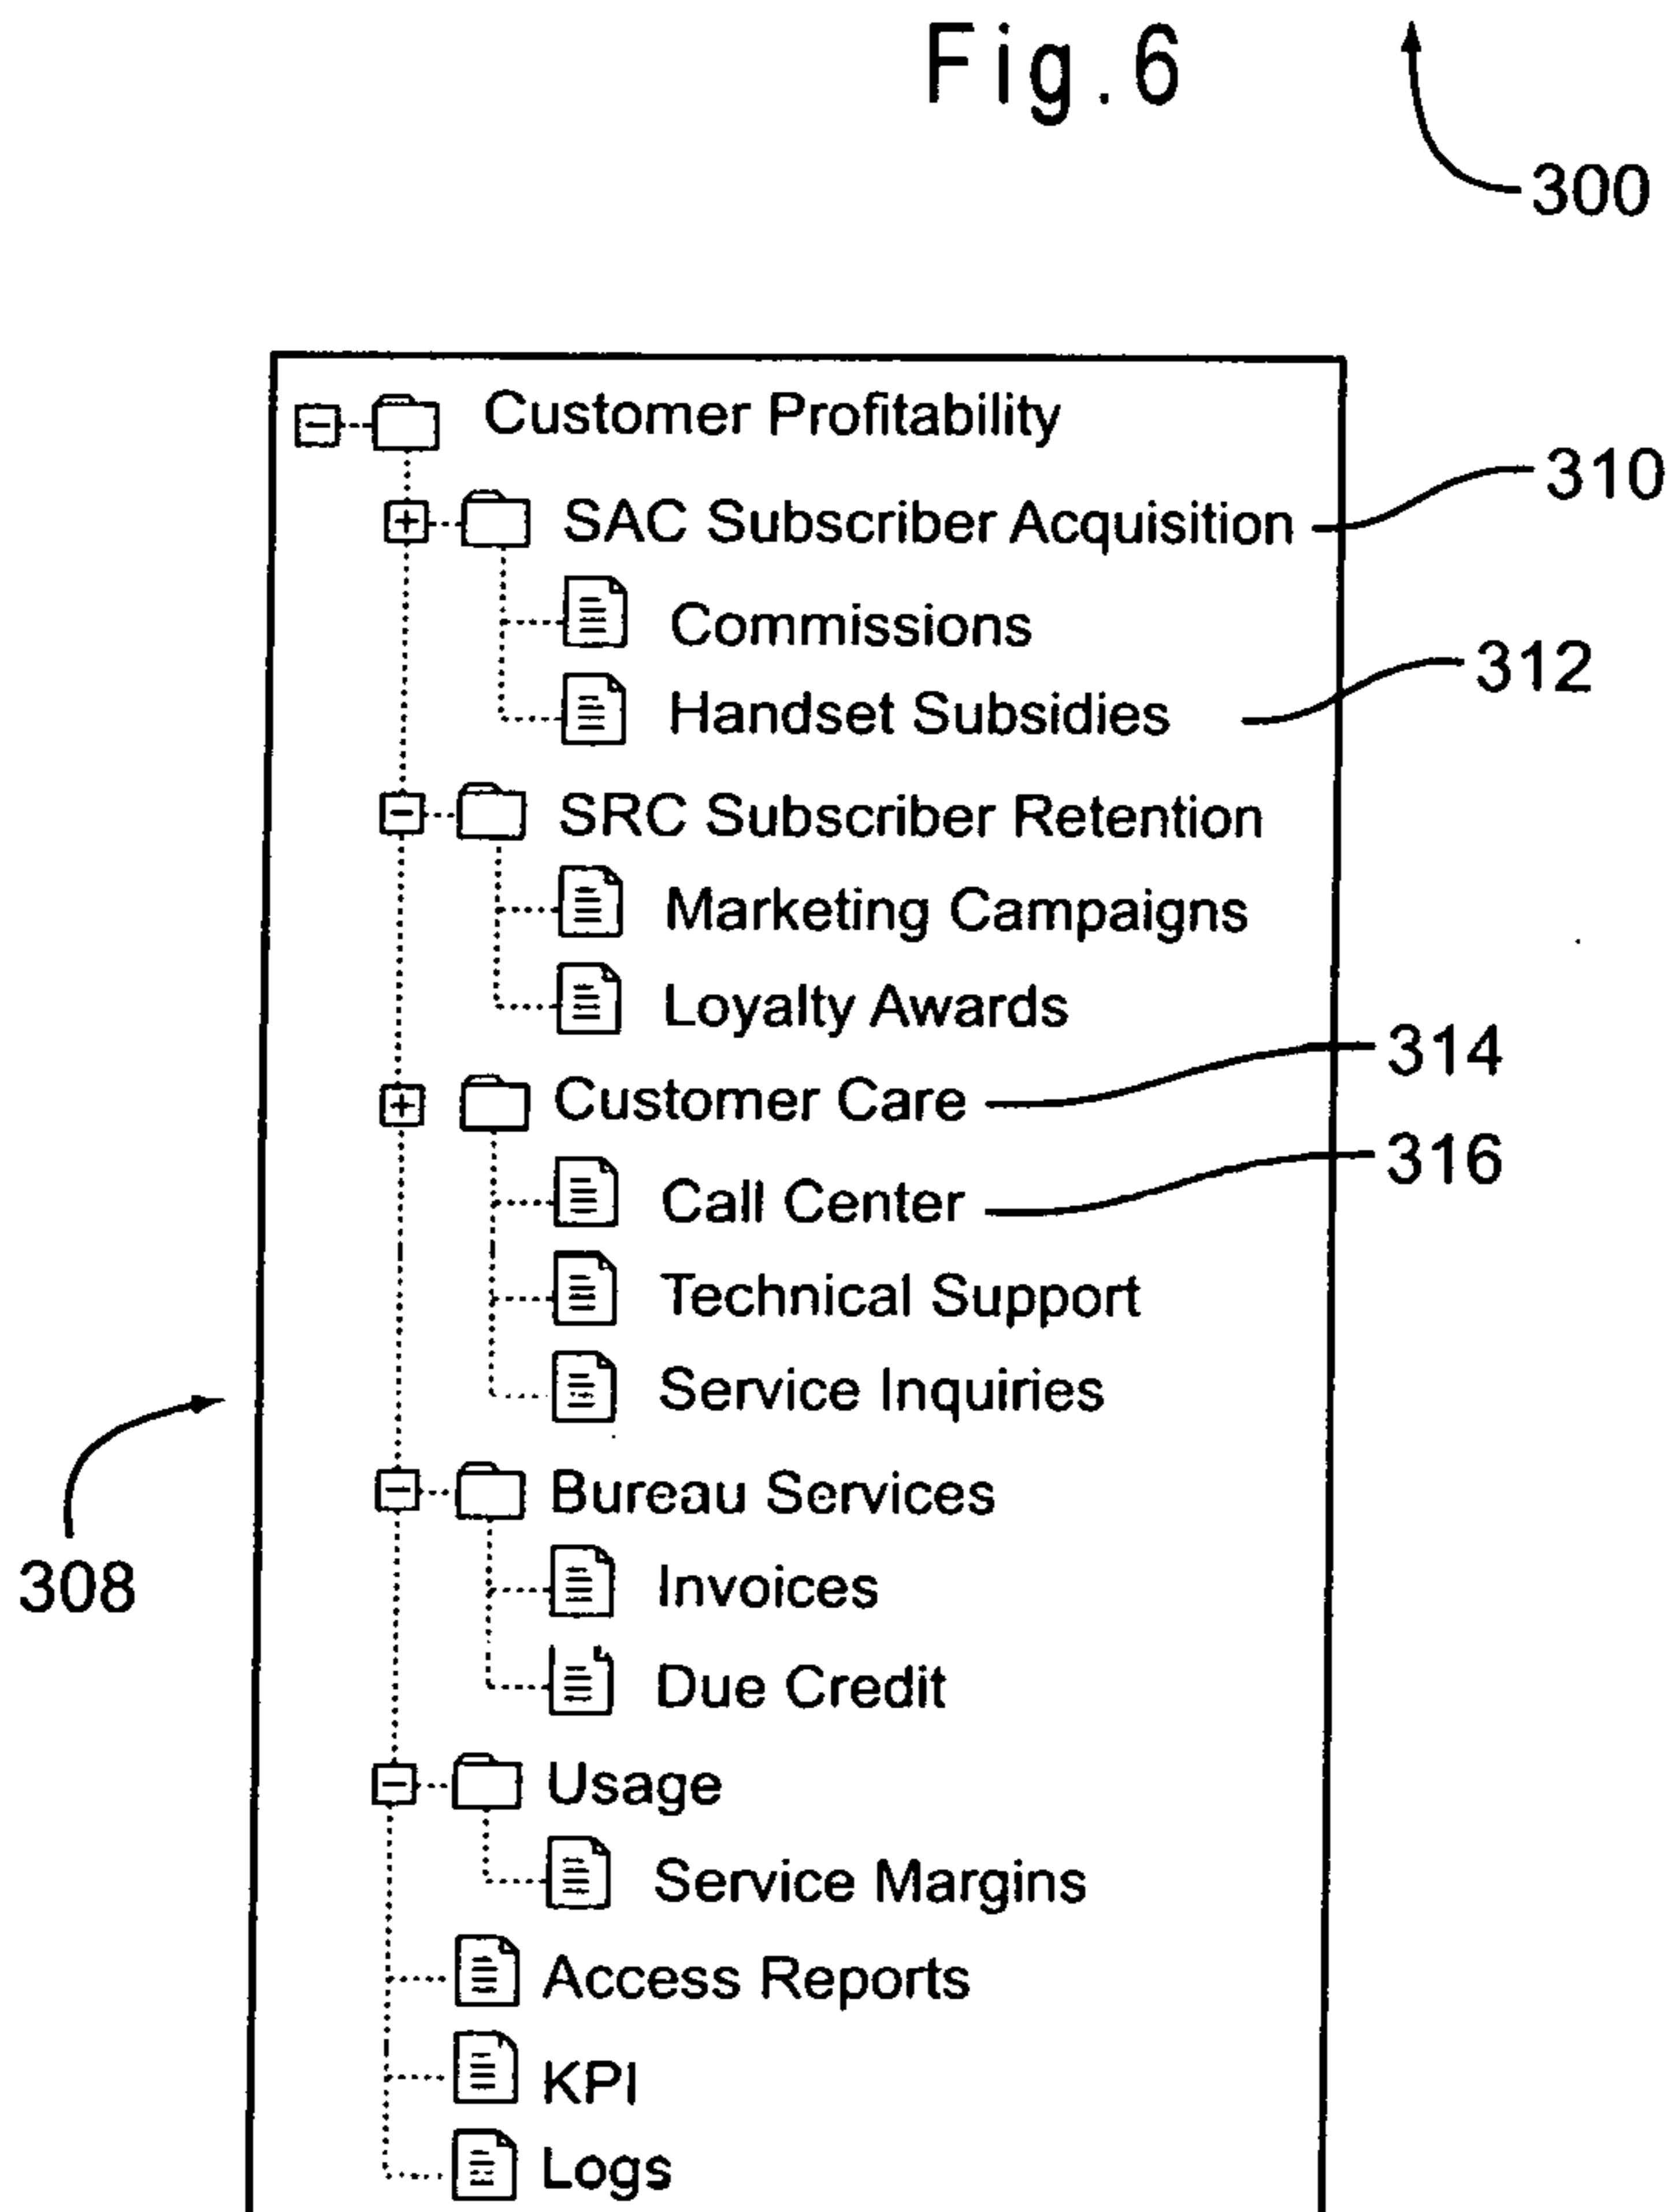 Fig.6
300
Customer Profitability
SAC Subscriber Acquisition
310
Commissions
312
Handset Subsidies
SRC Subscriber Retention
Marketing Campaigns
Loyalty Awards
314
Customer Care
316
Call Center
Technical Support
Service Inquiries
Bureau Services
308
Invoices
Due Credit
Usage
Service Margins
Access Reports
KPI
Logs